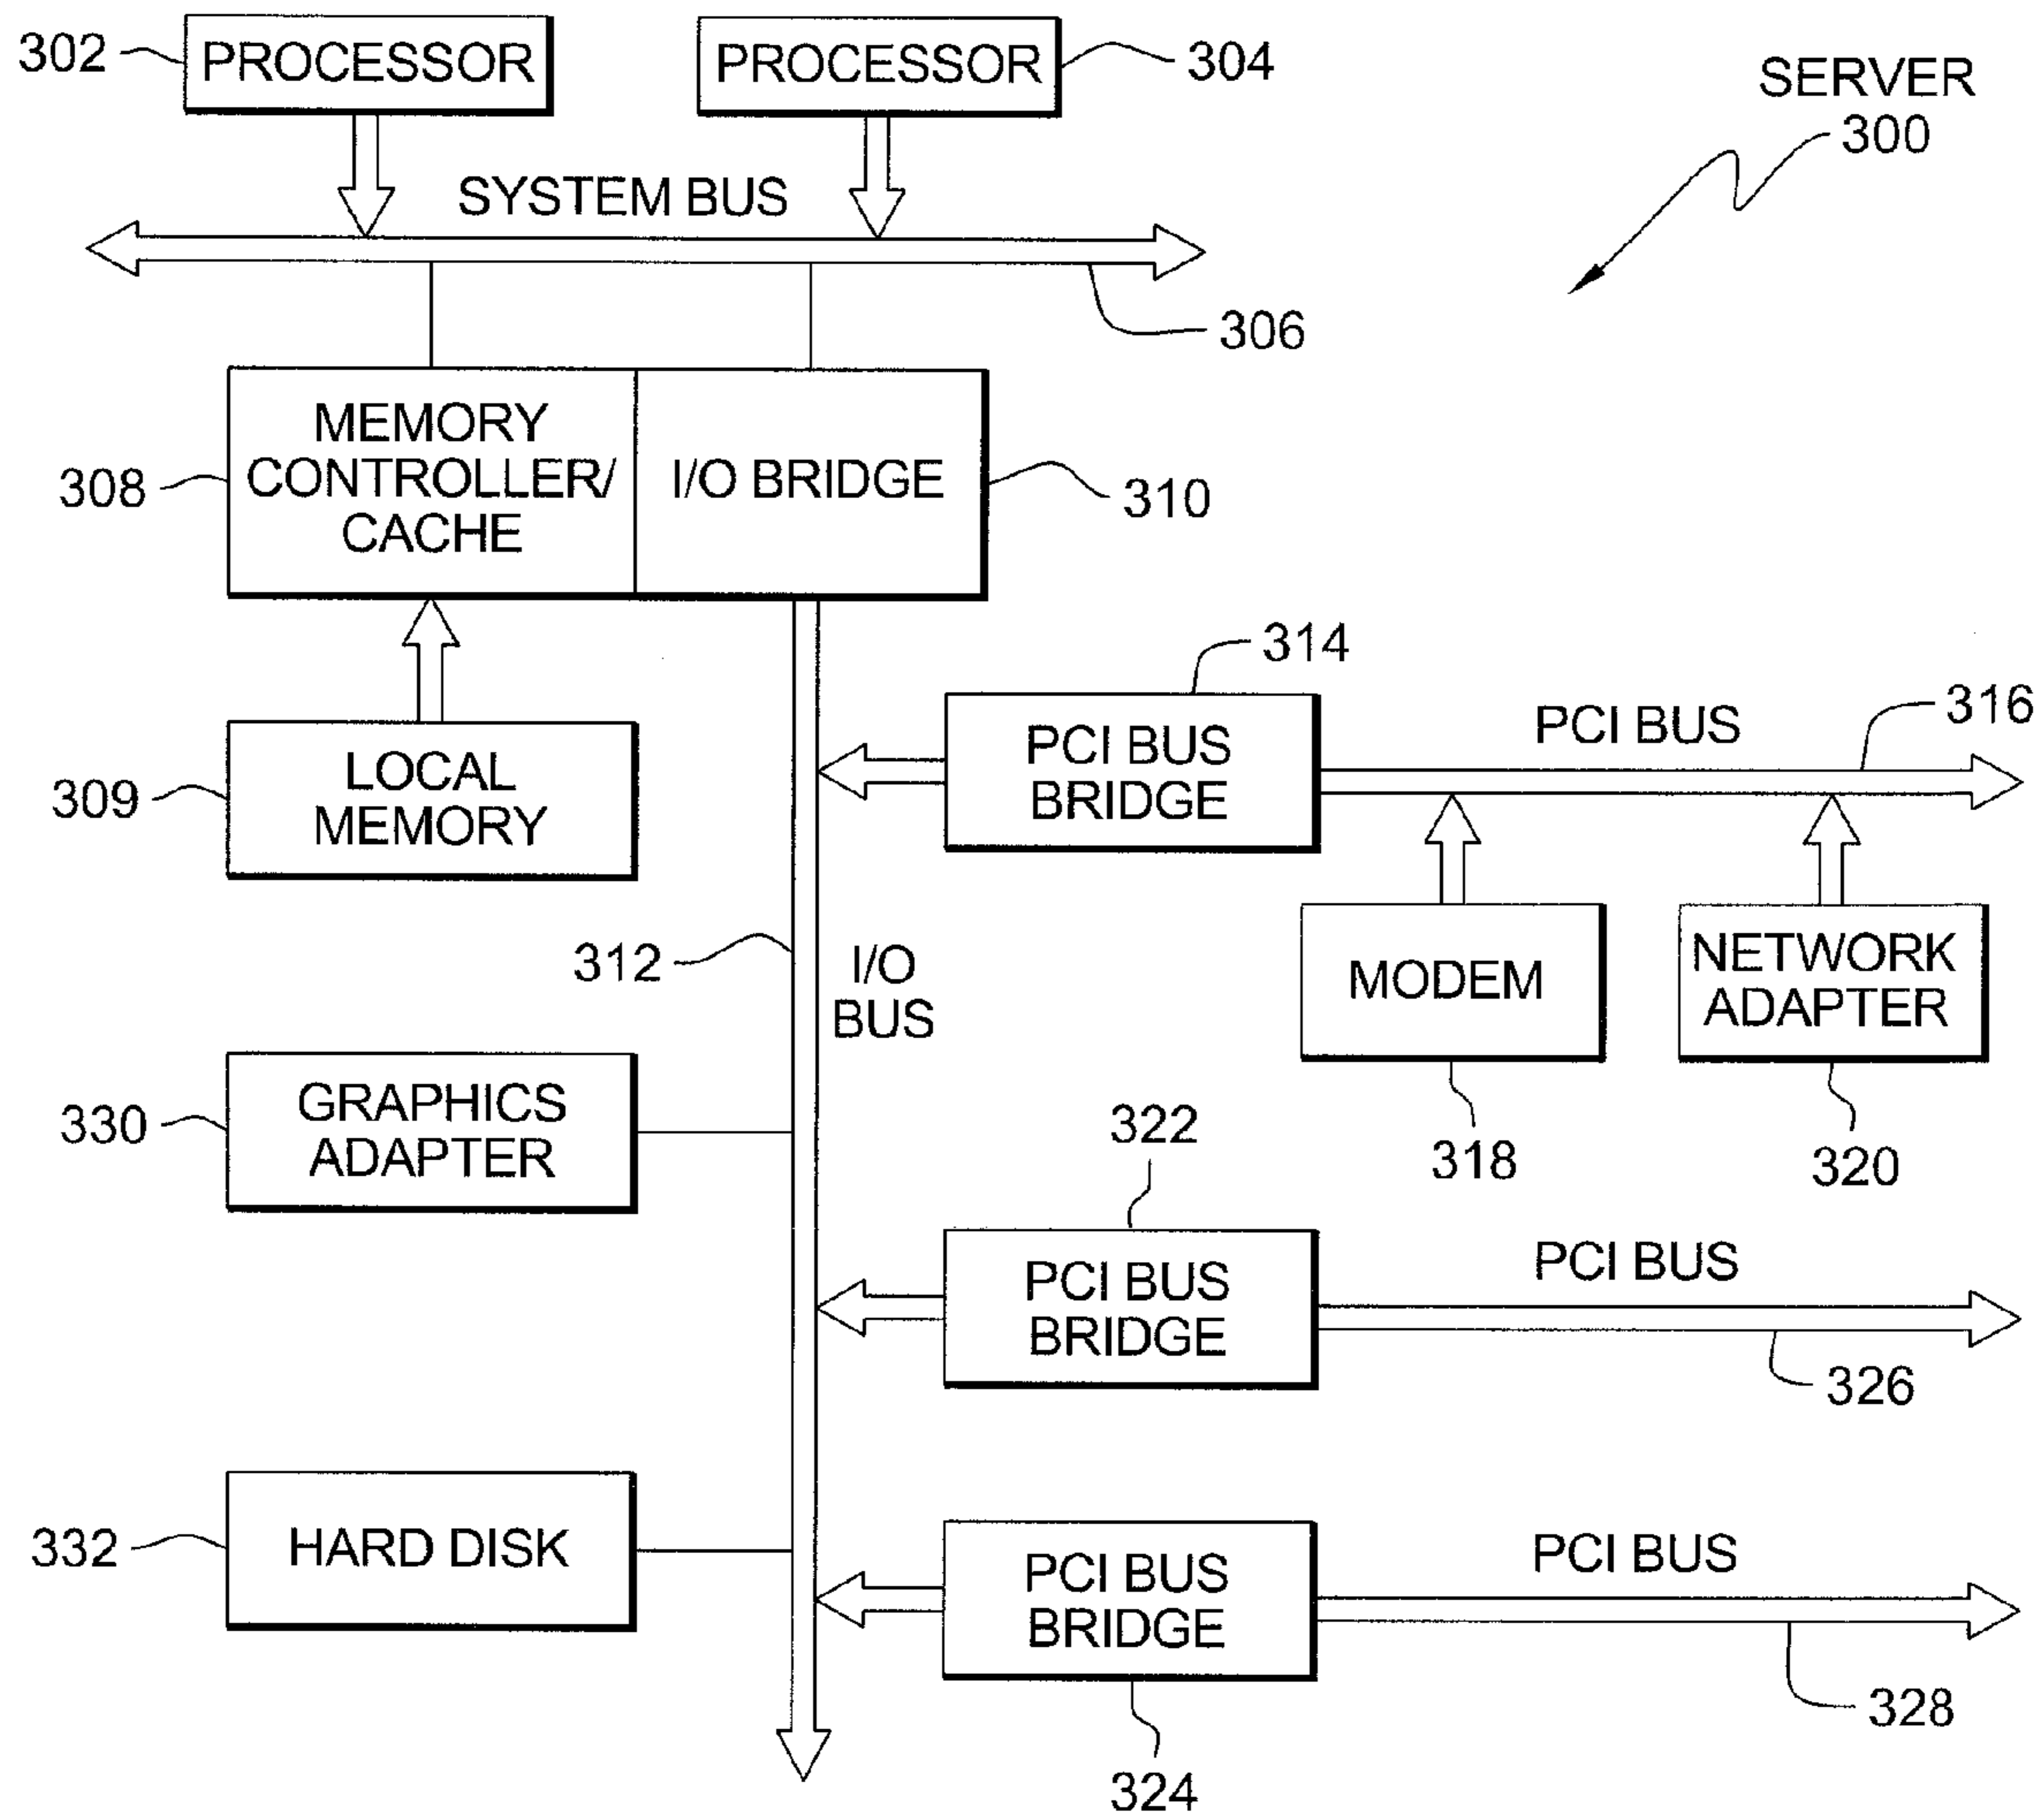 302
PROCESSOR
PROCESSOR
304
SERVER
300
SYSTEM BUS
306
308
MEMORY
CONTROLLER/
CACHE
I/O BRIDGE
310
309
LOCAL
MEMORY
314
PCI BUS
BRIDGE
PCI BUS
316
312
I/O
BUS
MODEM
NETWORK
ADAPTER
318
320
330
GRAPHICS
ADAPTER
322
PCI BUS
BRIDGE
PCI BUS
326
332
HARD DISK
PCI BUS
BRIDGE
PCI BUS
328
324